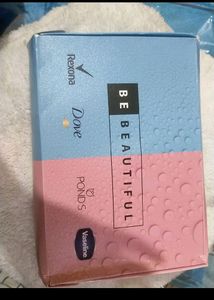 BE BEAUTIFUL
Rexona
Dove
POND'S
Vaseline